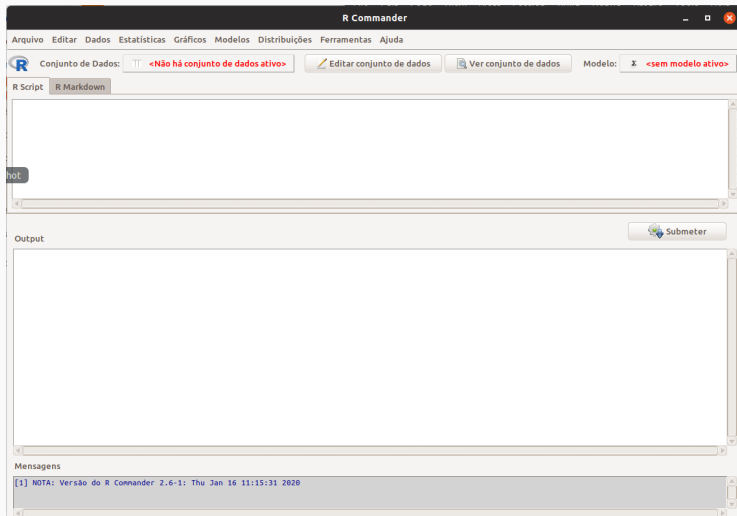 R Commander
Arquivo Editar Dados Estatísticas Gráficos Modelos Distribuições Ferramentas Ajuda
R Conjunto de Dados: <Não há conjunto de dados ativo> Editar conjunto de dados Ver conjunto de dados Modelo: Σ <sem modelo ativo>
R Script R Markdown
hot
Submeter
Output
Mensagens
[1] NOTA: Versão do R Commander 2.6-1: Thu Jan 16 11:15:31 2020